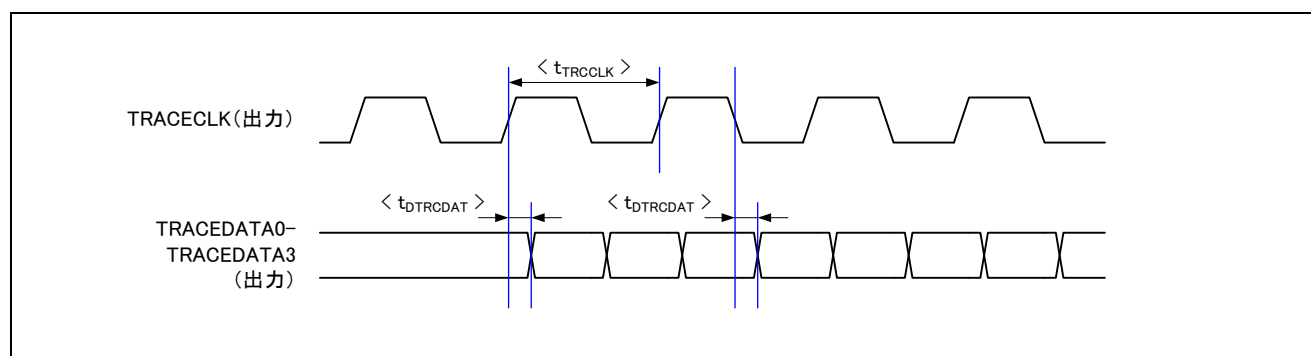 < tTRCCLK >
TRACECLK(出力)
< tDTRCDAT > < tDTRCDAT >
TRACEDATA0-
TRACEDATA3
(出力)